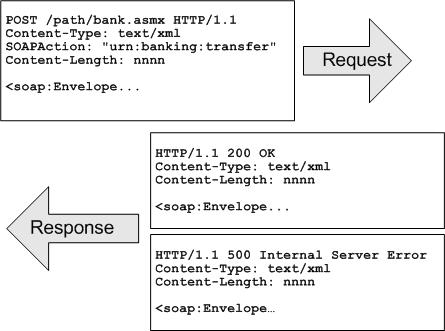 POST /path/bank.asmx HTTP/1.1
Content-Type: text/xml
SOAPAction: "urn:banking:transfer"
Content-Length: nnnn
<soap:Envelope...
Request
HTTP/1.1 200 OK
Content-Type: text/xml
Content-Length: nnnn
<soap:Envelope...
Response
HTTP/1.1 500 Internal Server Error
Content-Type: text/xml
Content-Length: nnnn
<soap:Envelope…